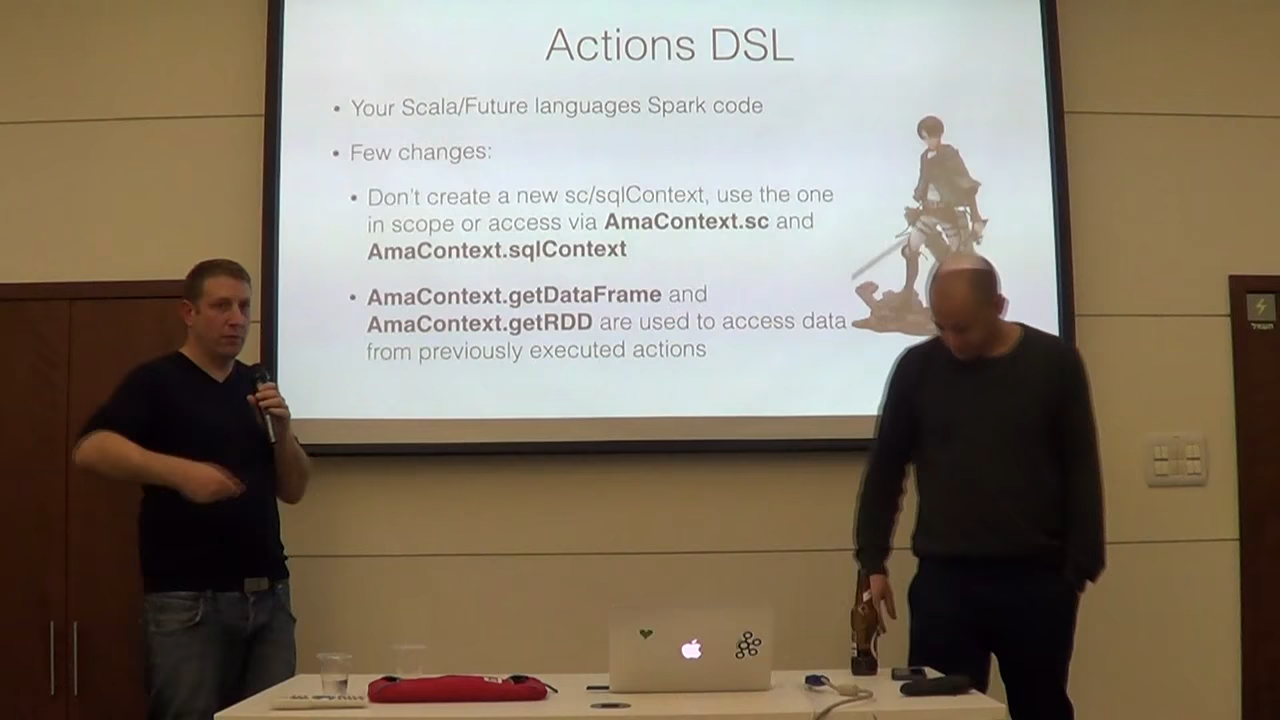 Actions DSL
• Your Scala/Future languages Spark code
• Few changes:
• Don't create a new sc/sqlContext, use the one
in scope or access via AmaContext.sc and
AmaContext.sqlContext
• AmaContext.getDataFrame and
AmaContext.getRDD are used to access data
from previously executed actions
חשמל